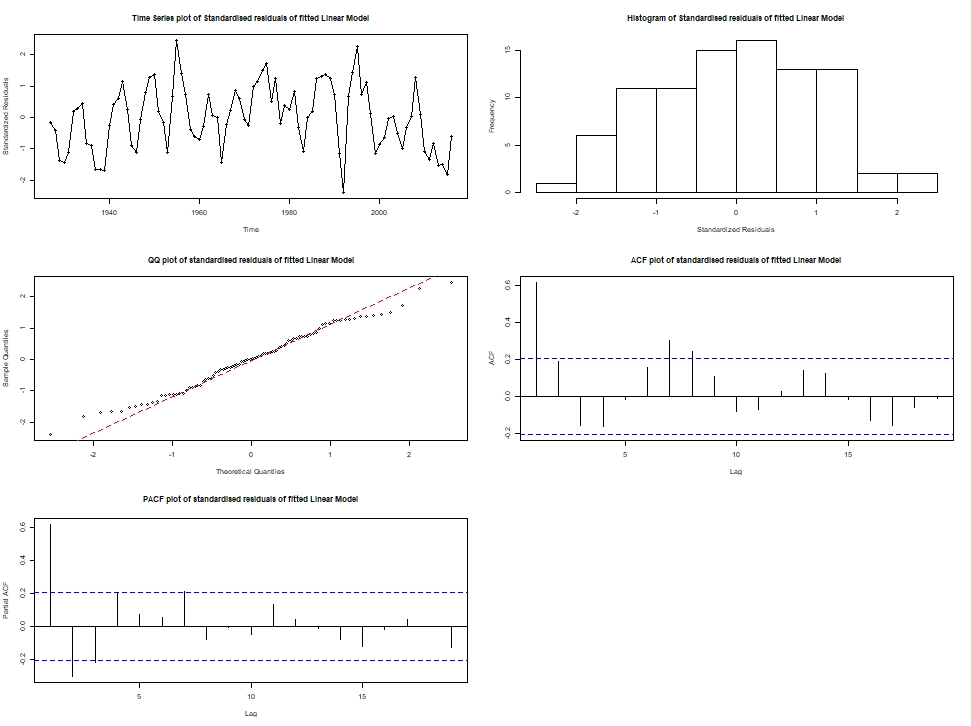 Time Series plot of Standardised residuals of fitted Linear Model
Standardized Residuals
2
1
0
-1
-2
1940 1960 1980 2000
Time
Histogram of Standardised residuals of fitted Linear Model
Frequency
15
10
5
0
-2 -1 0 1 2
Standardized Residuals
QQ plot of standardised residuals of fitted Linear Model
Sample Quantiles
2
1
0
-1
-2
-2 -1 0 1 2
Theoretical Quantiles
ACF plot of standardised residuals of fitted Linear Model
ACF
0.6
0.4
0.2
0.0
-0.2
5 10 15
Lag
PACF plot of standardised residuals of fitted Linear Model
Partial ACF
0.6
0.4
0.2
0.0
-0.2
5 10 15
Lag